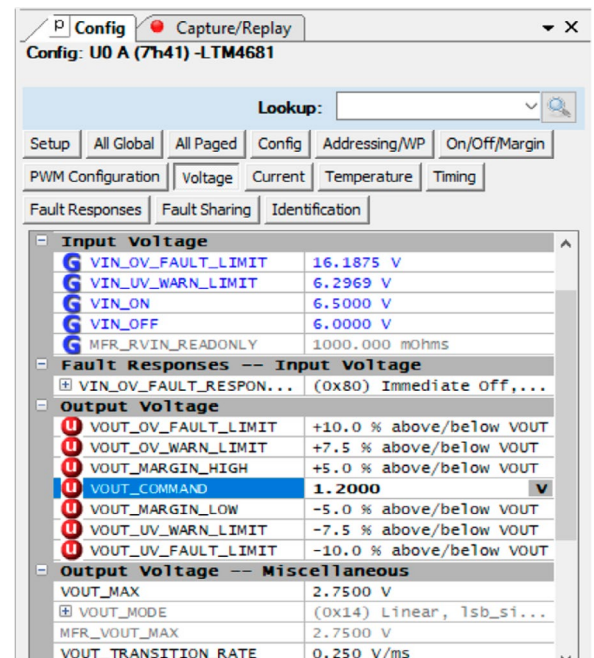 Config Capture/Replay
Config: U0 A (7'h41) -LTM4681
Lookup:
Setup All Global All Paged Config Addressing/WP On/Off/Margin
PWM Configuration Voltage Current Temperature Timing
Fault Responses Fault Sharing Identification
Input Voltage
G VIN_OV_FAULT_LIMIT 16.1875 V
G VIN_UV_WARN_LIMIT 6.2969 V
G VIN_ON 6.5000 V
G VIN_OFF 6.0000 V
G MFR_RVIN_READONLY 1000.000 mOhms
Fault Responses -- Input Voltage
VIN_OV_FAULT_RESPON... (0x80) Immediate Off,...
Output Voltage
U VOUT_OV_FAULT_LIMIT +10.0 % above/below VOUT
U VOUT_OV_WARN_LIMIT +7.5 % above/below VOUT
U VOUT_MARGIN_HIGH +5.0 % above/below VOUT
U VOUT_COMMAND 1.2000 V
U VOUT_MARGIN_LOW -5.0 % above/below VOUT
U VOUT_UV_WARN_LIMIT -7.5 % above/below VOUT
U VOUT_UV_FAULT_LIMIT -10.0 % above/below VOUT
Output Voltage -- Miscellaneous
VOUT_MAX 2.7500 V
VOUT_MODE (0x14) Linear, lsb_si...
MFR_VOUT_MAX 2.7500 V
VOUT_TRANSITION_RATE 0.250 V/ms